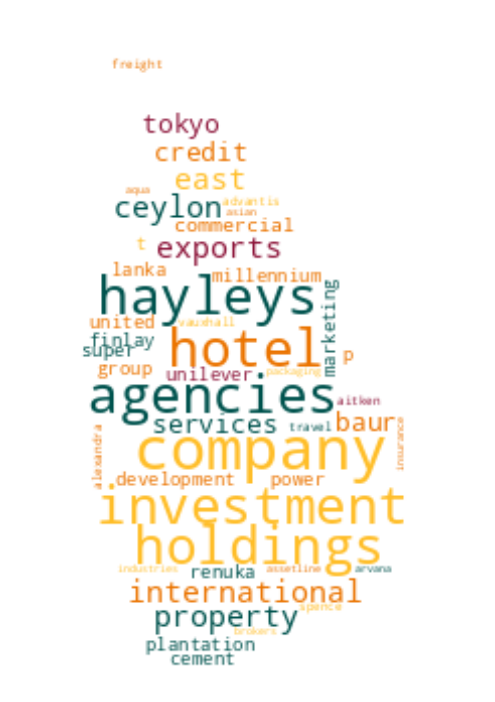 freight
tokyo
credit
east
aqua
ceylon
advantis
asian
commercial
t
exports
lanka
millennium
hayleys
marketing
united
vauxhall
finlay
super
hotel
p
group
unilever
packaging
agencies
aitken
services
travel
baur
insurance
alexandra
company
development
power
investment
holdings
industries
renuka
assetline
arvana
international
spence
property
brokers
plantation
cement